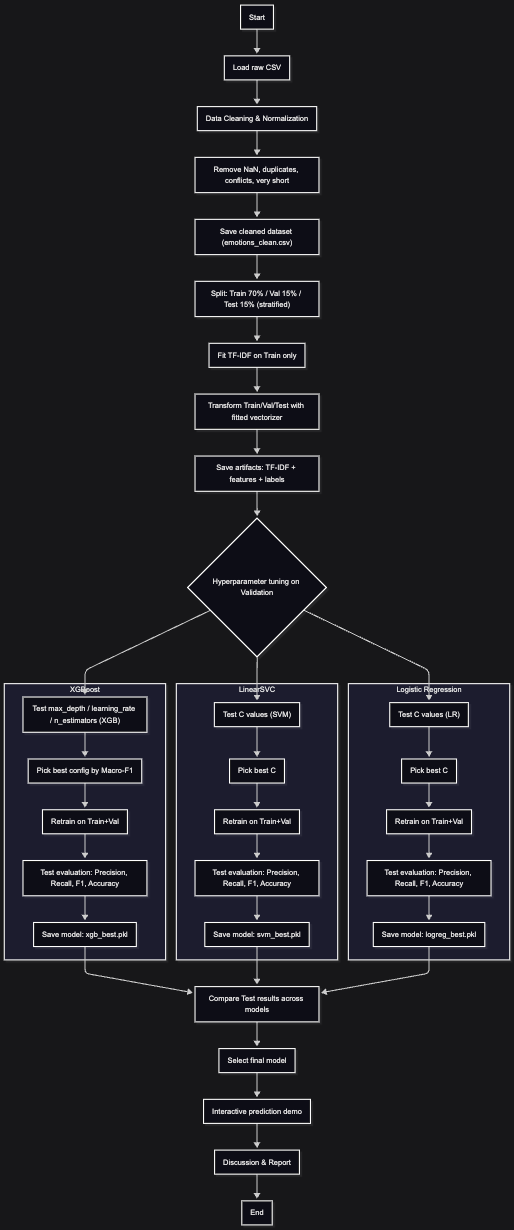 Start
Load raw CSV
Data Cleaning & Normalization
Remove NaN, duplicates,
conflicts, very short
Save cleaned dataset
(emotions_clean.csv)
Split: Train 70% / Val 15% /
Test 15% (stratified)
Fit TF-IDF on Train only
Transform Train/Val/Test with
fitted vectorizer
Save artifacts: TF-IDF +
features + labels
Hyperparameter tuning on
Validation
XGBoost
Test max_depth / learning_rate
/ n_estimators (XGB)
Pick best config by Macro-F1
Retrain on Train+Val
Test evaluation: Precision,
Recall, F1, Accuracy
Save model: xgb_best.pkl
LinearSVC
Test C values (SVM)
Pick best C
Retrain on Train+Val
Test evaluation: Precision,
Recall, F1, Accuracy
Save model: svm_best.pkl
Logistic Regression
Test C values (LR)
Pick best C
Retrain on Train+Val
Test evaluation: Precision,
Recall, F1, Accuracy
Save model: logreg_best.pkl
Compare Test results across
models
Select final model
Interactive prediction demo
Discussion & Report
End